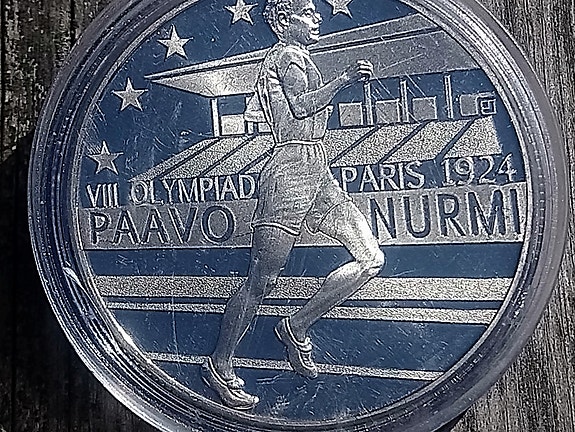 VIII OLYMPIAD PARIS 1924
PAAVO NURMI